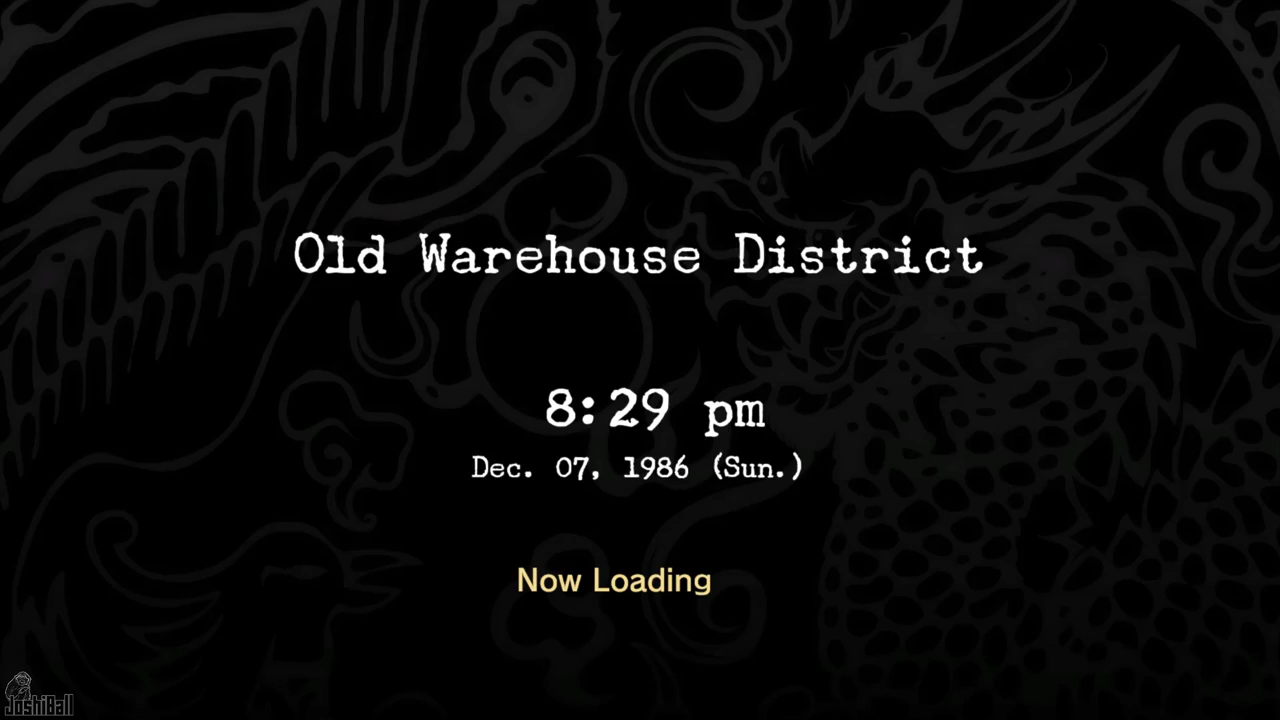 Old Warehouse District
8:29 pm
Dec. 07, 1986 (Sun.)
Now Loading
JoshiBall